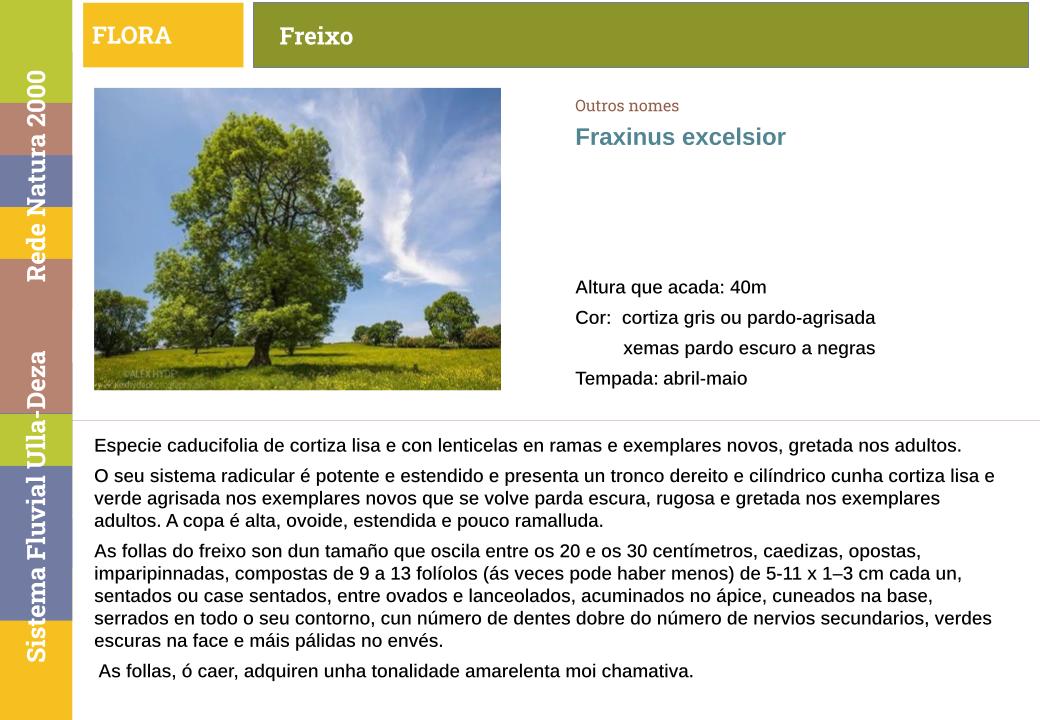 FLORA
Freixo
Rede Natura 2000
Sistema Fluvial Ulla-Deza
Outros nomes
Fraxinus excelsior
©ALEX HYDE
Altura que acada: 40m
Cor: cortiza gris ou pardo-agrisada
xemas pardo escuro a negras
Tempada: abril-maio
Especie caducifolia de cortiza lisa e con lenticelas en ramas e exemplares novos, gretada nos adultos.
O seu sistema radicular é potente e estendido e presenta un tronco dereito e cilíndrico cunha cortiza lisa e
verde agrisada nos exemplares novos que se volve parda escura, rugosa e gretada nos exemplares
adultos. A copa é alta, ovoide, estendida e pouco ramalluda.
As follas do freixo son dun tamaño que oscila entre os 20 e os 30 centímetros, caedizas, opostas,
imparipinnadas, compostas de 9 a 13 folíolos (ás veces pode haber menos) de 5-11 x 1–3 cm cada un,
sentados ou case sentados, entre ovados e lanceolados, acuminados no ápice, cuneados na base,
serrados en todo o seu contorno, cun número de dentes dobre do número de nervios secundarios, verdes
escuras na face e máis pálidas no envés.
As follas, ó caer, adquiren unha tonalidade amarelenta moi chamativa.